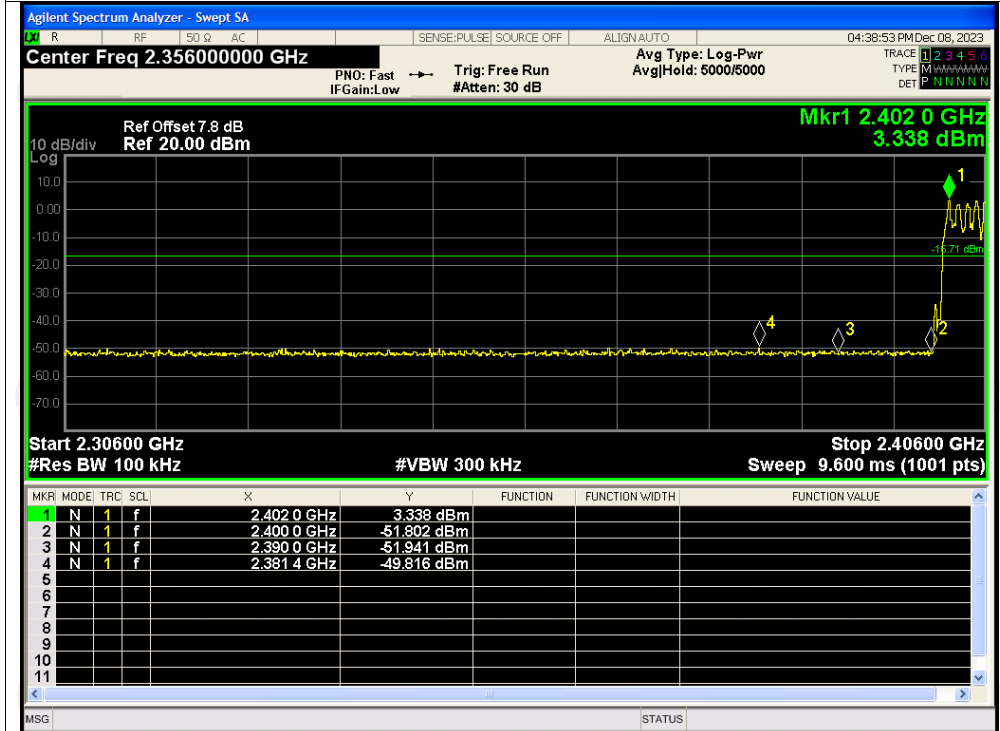 Agilent Spectrum Analyzer - Swept SA
LXI R RF 50 Ω AC SENSE:PULSE SOURCE OFF ALIGN AUTO 04:38:53 PM Dec 08, 2023
Center Freq 2.356000000 GHz
PNO: Fast
IFGain:Low
Trig: Free Run
#Atten: 30 dB
Avg Type: Log-Pwr
Avg|Hold: 5000/5000
TRACE 1 2 3 4 5 6
TYPE M
DET P N N N N N
Mkr1 2.402 0 GHz
3.338 dBm
Ref Offset 7.8 dB
10 dB/div Ref 20.00 dBm
Log
10.0
0.00
-10.0
-20.0
-30.0
-40.0
-50.0
-60.0
-70.0
1
-16.71 dBm
4
3
2
Start 2.30600 GHz Stop 2.40600 GHz
#Res BW 100 kHz #VBW 300 kHz Sweep 9.600 ms (1001 pts)
MKR MODE TRC SCL X Y FUNCTION FUNCTION WIDTH FUNCTION VALUE
1 N 1 f 2.402 0 GHz 3.338 dBm
2 N 1 f 2.400 0 GHz -51.802 dBm
3 N 1 f 2.390 0 GHz -51.941 dBm
4 N 1 f 2.381 4 GHz -49.816 dBm
5
6
7
8
9
10
11
MSG STATUS